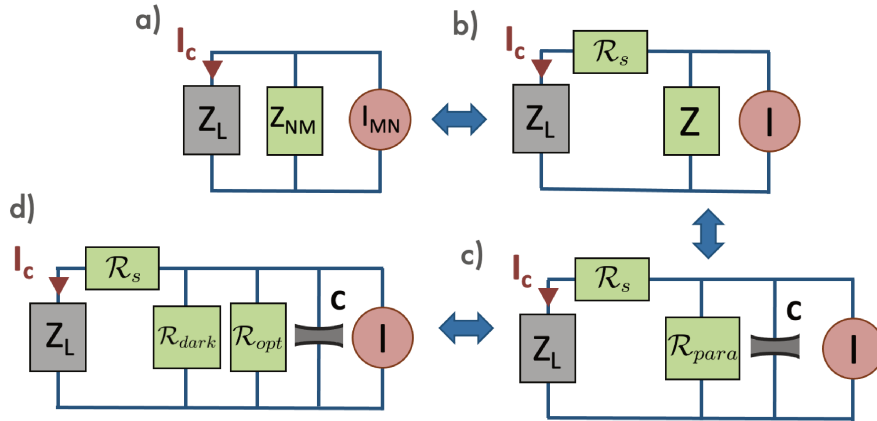 a)
I_c
Z_L
Z_NM
I_MN
b)
I_c
R_s
Z_L
Z
I
d)
I_c
R_s
Z_L
R_dark
R_opt
C
I
c)
I_c
R_s
Z_L
R_para
C
I